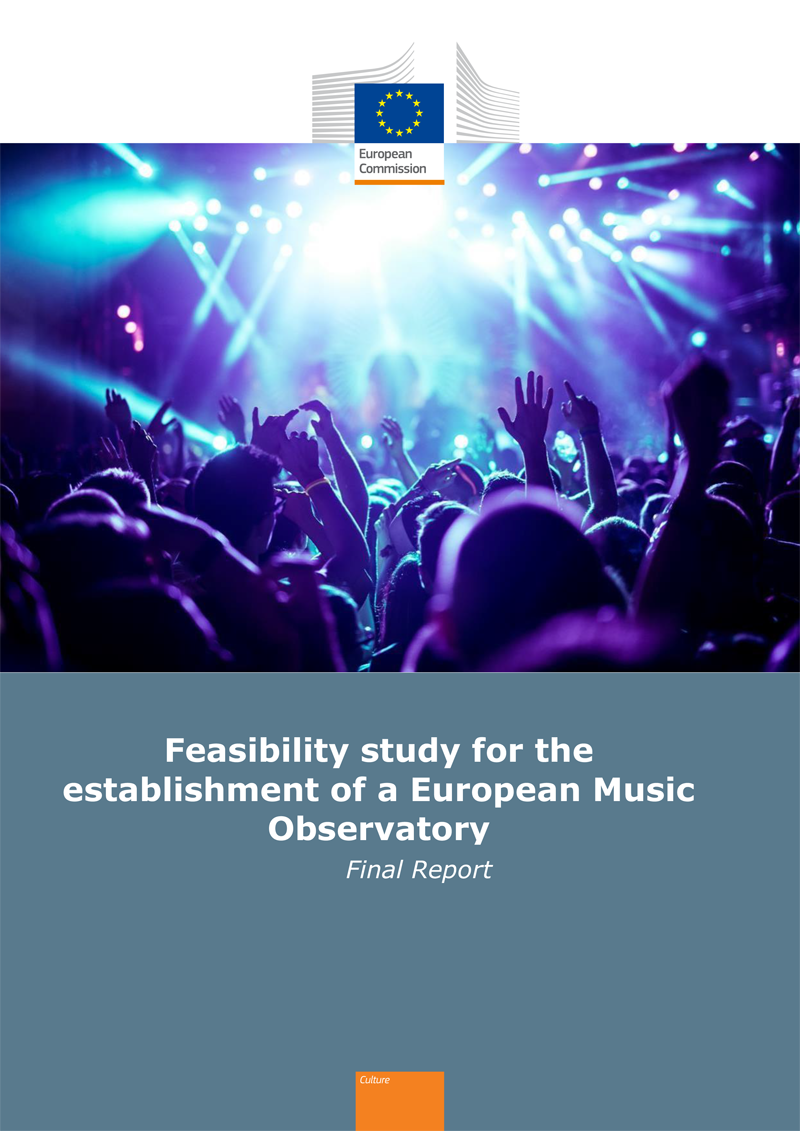 European
Commission
Feasibility study for the
establishment of a European Music
Observatory
Final Report
Culture